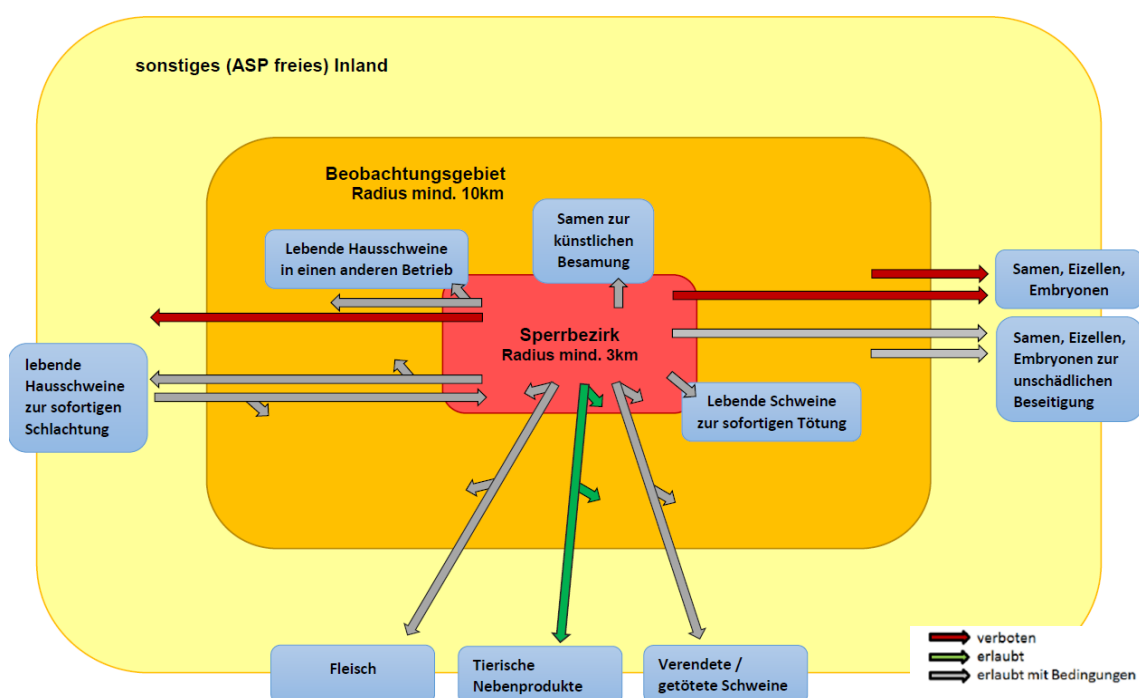 sonstiges (ASP freies) Inland
Beobachtungsgebiet
Radius mind. 10km
Samen zur
künstlichen
Besamung
Lebende Hausschweine
in einen anderen Betrieb
Samen, Eizellen,
Embryonen
Sperrbezirk
Radius mind. 3km
Samen, Eizellen,
Embryonen zur
unschädlichen
Beseitigung
lebende
Hausschweine
zur sofortigen
Schlachtung
Lebende Schweine
zur sofortigen Tötung
Fleisch
Tierische
Nebenprodukte
Verendete /
getötete Schweine
verboten
erlaubt
erlaubt mit Bedingungen